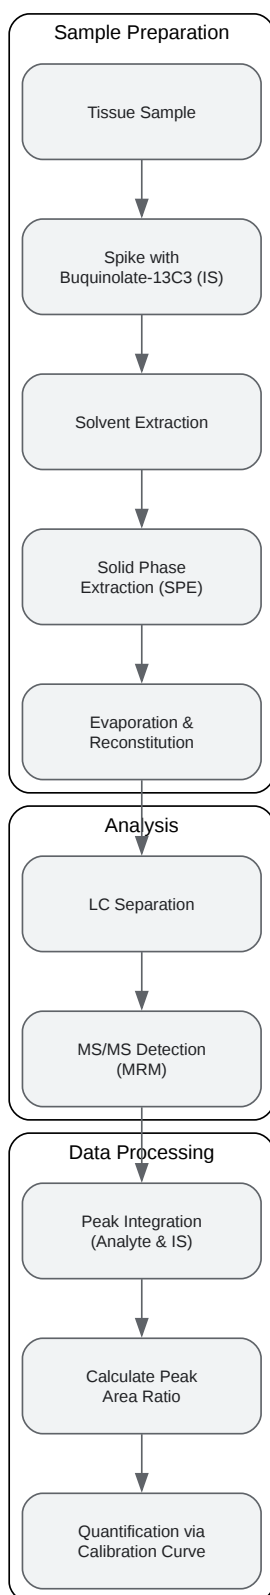 Sample Preparation
Tissue Sample
Spike with
Buquinolate-13C3 (IS)
Solvent Extraction
Solid Phase
Extraction (SPE)
Evaporation &
Reconstitution
Analysis
LC Separation
MS/MS Detection
(MRM)
Data Processing
Peak Integration
(Analyte & IS)
Calculate Peak
Area Ratio
Quantification via
Calibration Curve